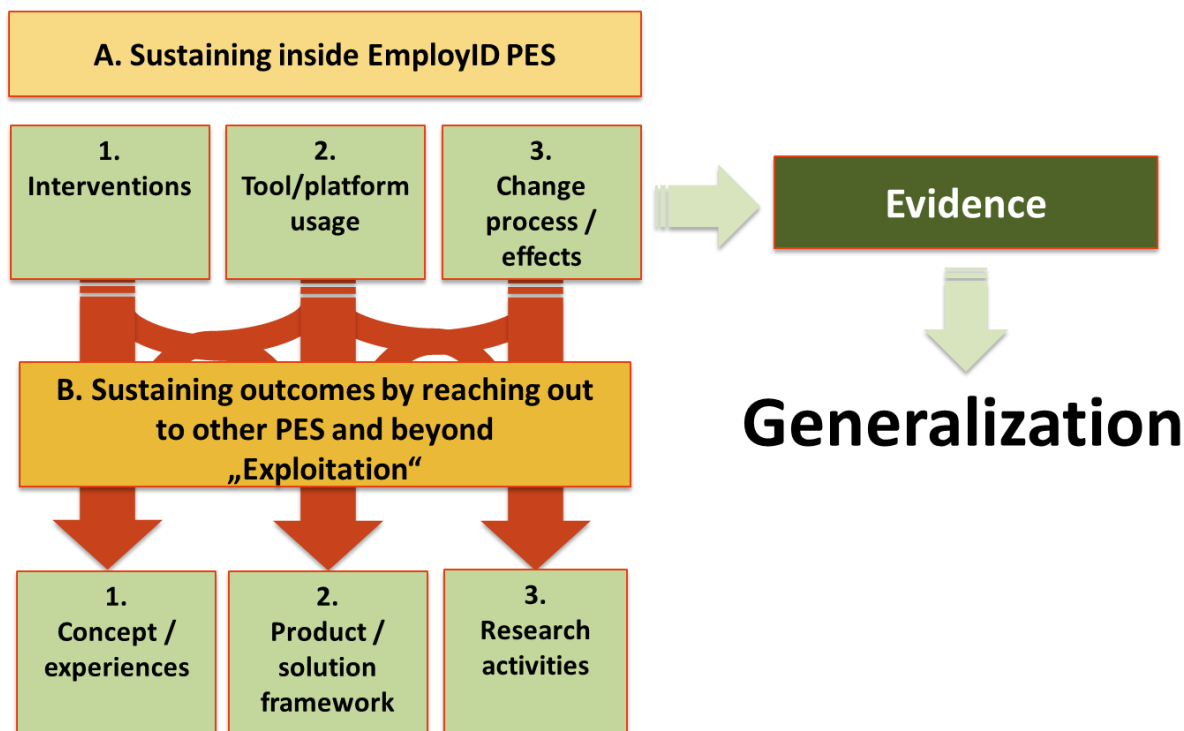 A. Sustaining inside EmployID PES
1.
Interventions
2.
Tool/platform
usage
3.
Change
process /
effects
Evidence
Generalization
B. Sustaining outcomes by reaching out
to other PES and beyond
„Exploitation“
1.
Concept /
experiences
2.
Product /
solution
framework
3.
Research
activities